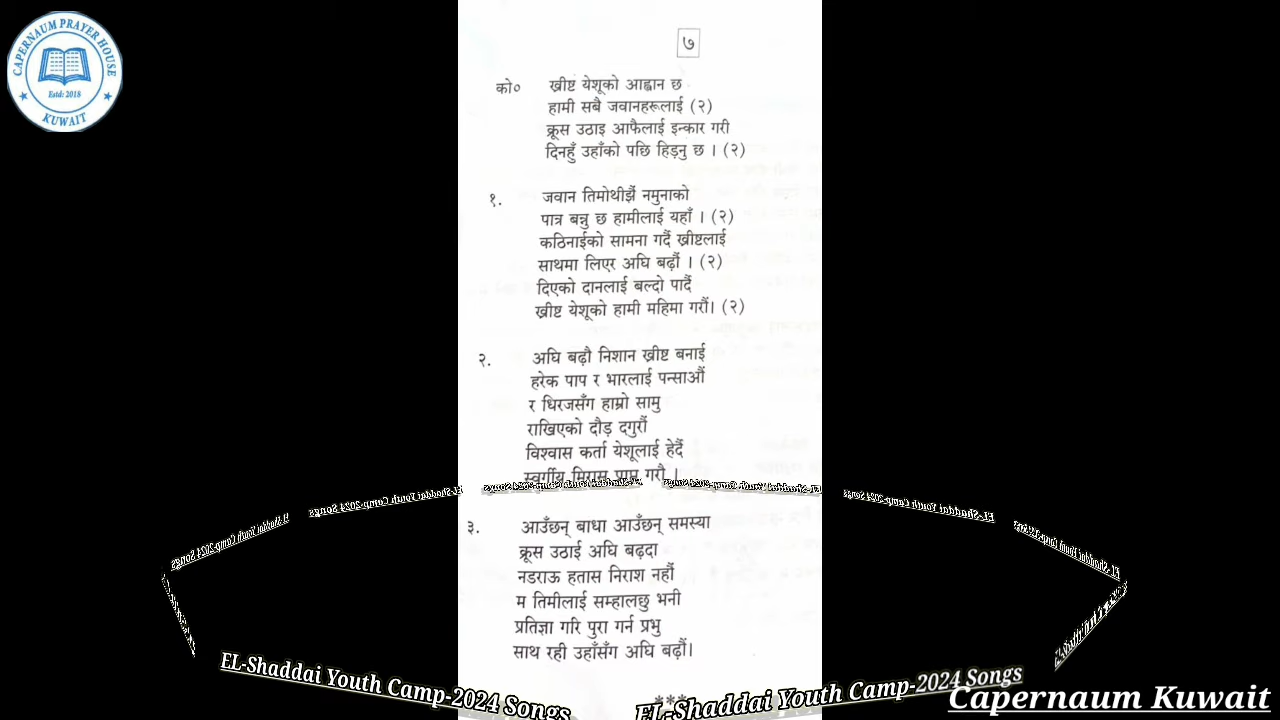 CAPERNAUM PRAYER HOUSE
Estd: 2018
KUWAIT
७
को० ख्रीष्ट येशूको आह्वान छ
हामी सबै जवानहरूलाई (२)
क्रूस उठाइ आफैलाई इन्कार गरी
दिनहुँ उहाँको पछि हिड्नु छ । (२)
१. जवान तिमोथीझैं नमुनाको
पात्र बन्नु छ हामीलाई यहाँ । (२)
कठिनाईको सामना गर्दै ख्रीष्टलाई
साथमा लिएर अघि बढ़ौं । (२)
दिएको दानलाई बल्दो पार्दै
ख्रीष्ट येशूको हामी महिमा गरौं। (२)
२. अघि बढ़ौ निशान ख्रीष्ट बनाई
हरेक पाप र भारलाई पन्साऔं
र धिरजसँग हाम्रो सामु
राखिएको दौड़ दगुरौं
विश्वास कर्ता येशूलाई हेर्दै
स्वर्गीय मिरास प्राप्त गरौ ।
३. आउँछन् बाधा आउँछन् समस्या
क्रूस उठाई अघि बढ़दा
नडराऊ हतास निराश नहौं
म तिमीलाई सम्हालछु भनी
प्रतिज्ञा गरि पुरा गर्न प्रभु
साथ रही उहाँसँग अघि बढ़ौं।
***
EL-Shaddai Youth Camp-2024 Songs
EL-Shaddai Youth Camp-2024 Songs
Capernaum Kuwait